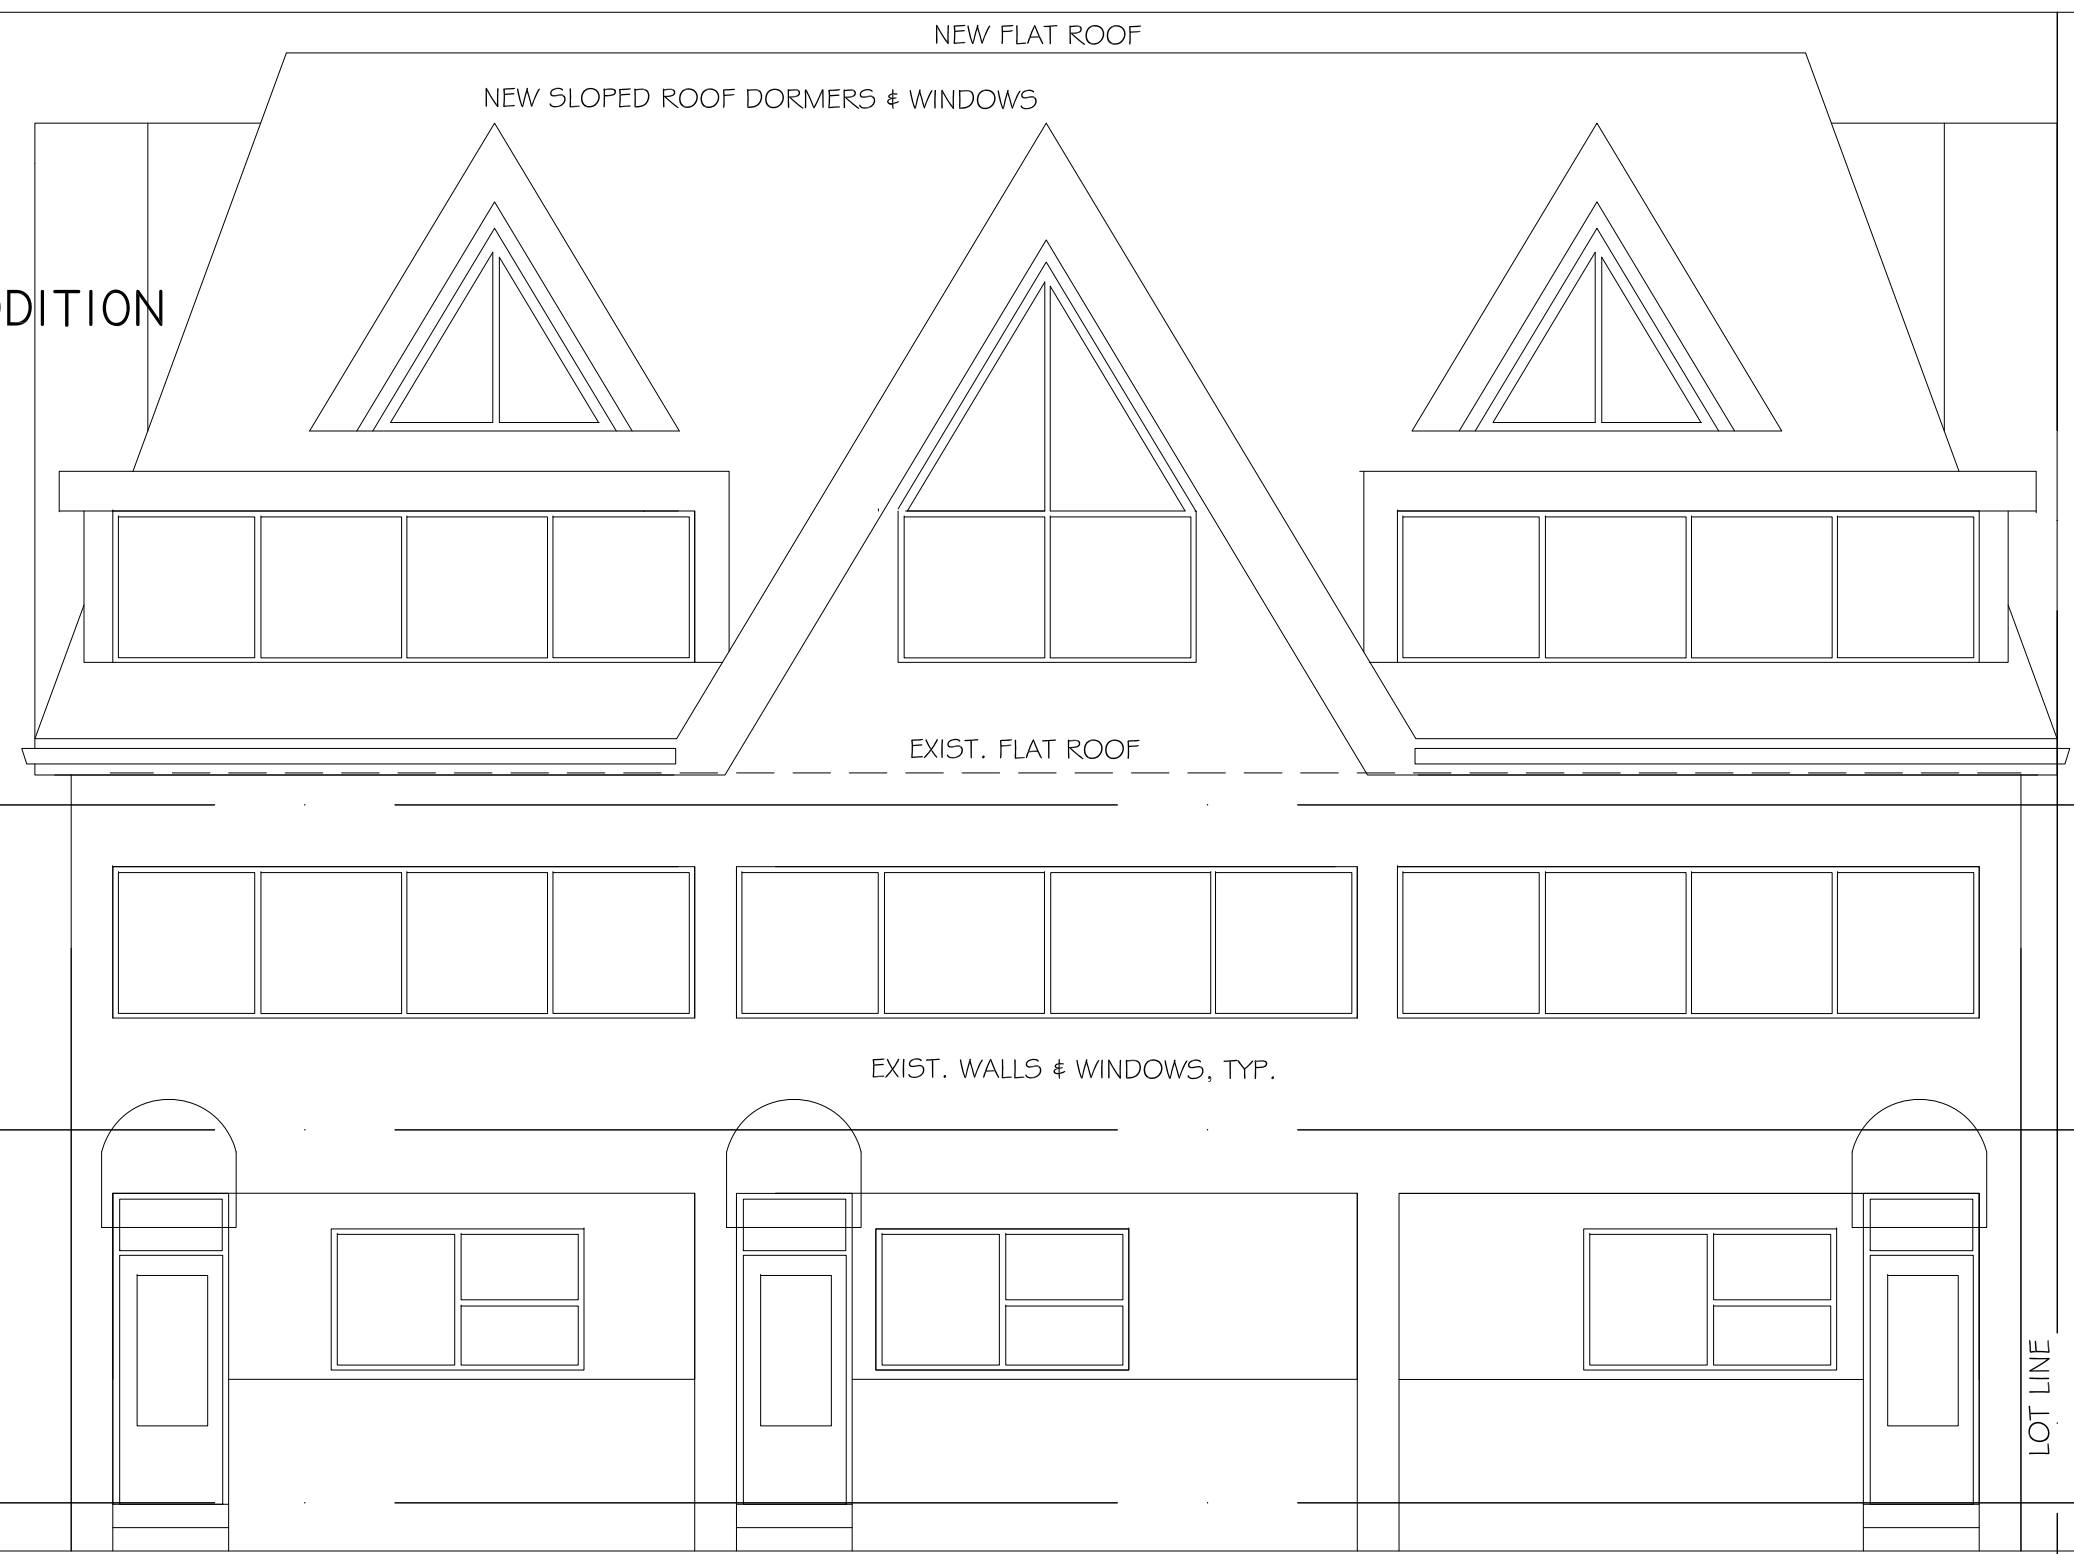 NEW FLAT ROOF
NEW SLOPED ROOF DORMERS & WINDOWS
DITION
EXIST. FLAT ROOF
EXIST. WALLS & WINDOWS, TYP.
LOT LINE